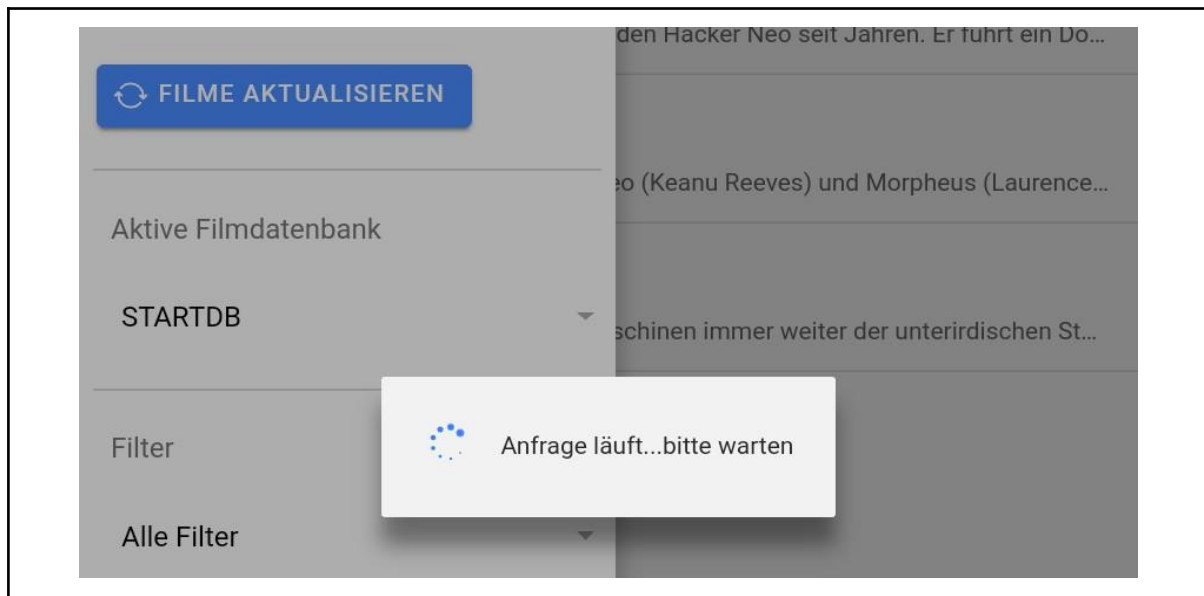 den Hacker Neo seit Jahren. Er führt ein Do...
FILME AKTUALISIEREN
eo (Keanu Reeves) und Morpheus (Laurence...
Aktive Filmdatenbank
STARTDB
schinen immer weiter der unterirdischen St...
Filter
Anfrage läuft...bitte warten
Alle Filter